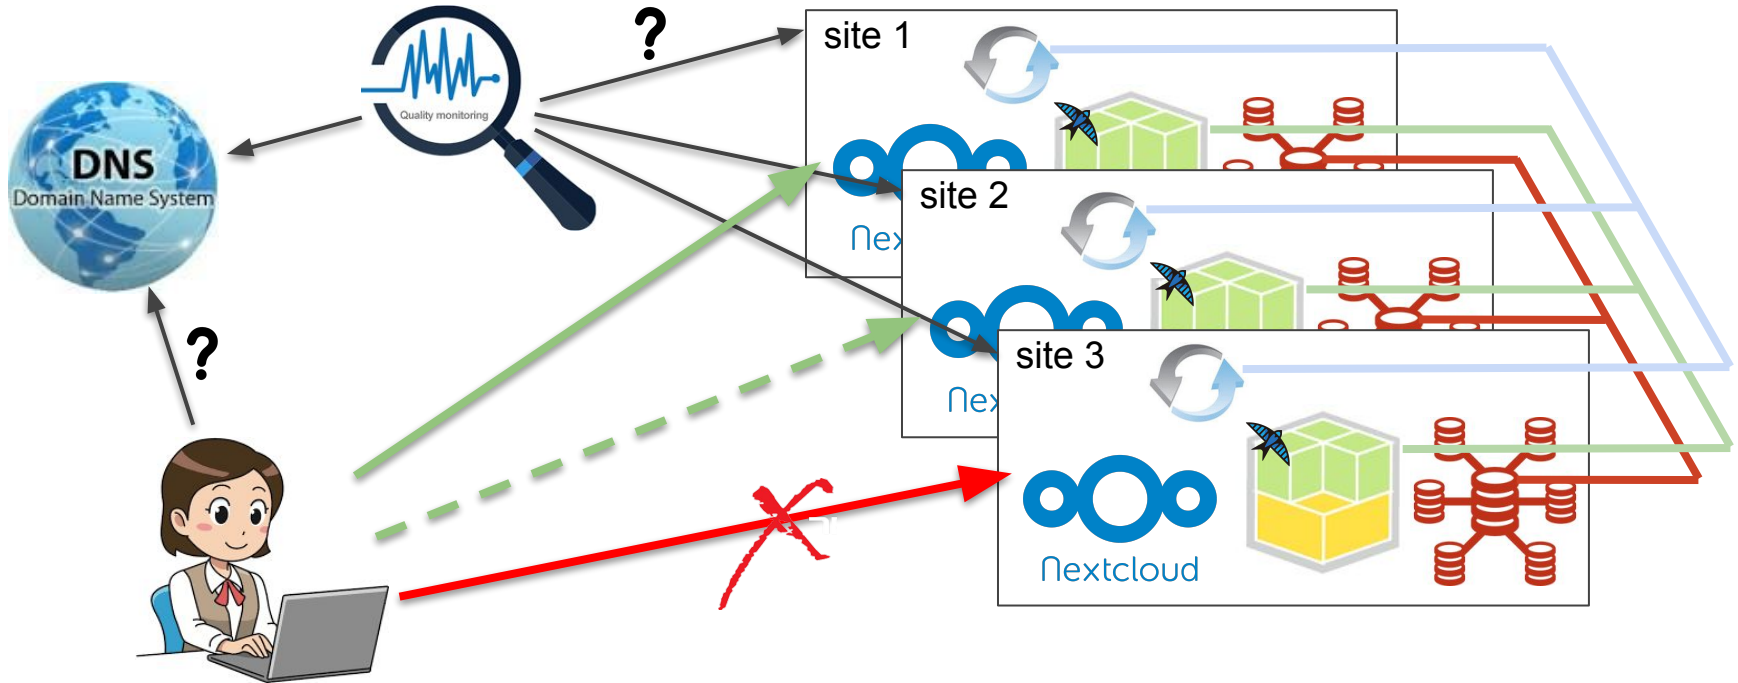 ?
site 1
Quality monitoring
DNS
Domain Name System
site 2
Nex
?
site 3
Nex
Nextcloud